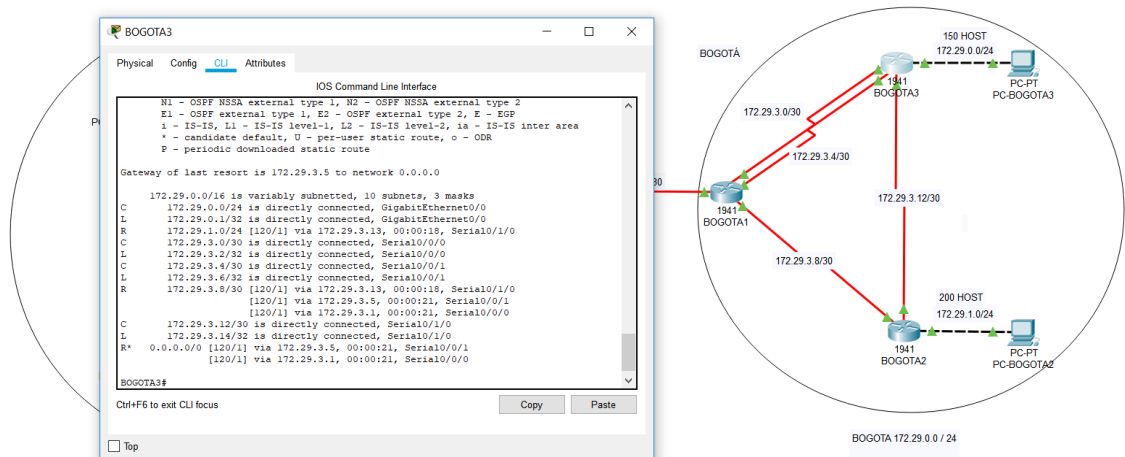 BOGOTA3
Physical Config CLI Attributes
IOS Command Line Interface
N1 - OSPF NSSA external type 1, N2 - OSPF NSSA external type 2
E1 - OSPF external type 1, E2 - OSPF external type 2, E - EGP
i - IS-IS, L1 - IS-IS level-1, L2 - IS-IS level-2, ia - IS-IS inter area
* - candidate default, U - per-user static route, o - ODR
P - periodic downloaded static route
Gateway of last resort is 172.29.3.5 to network 0.0.0.0
172.29.0.0/16 is variably subnetted, 10 subnets, 3 masks
C 172.29.0.0/24 is directly connected, GigabitEthernet0/0
L 172.29.0.1/32 is directly connected, GigabitEthernet0/0
R 172.29.1.0/24 [120/1] via 172.29.3.13, 00:00:18, Serial0/1/0
C 172.29.3.0/30 is directly connected, Serial0/0/0
L 172.29.3.2/32 is directly connected, Serial0/0/0
C 172.29.3.4/30 is directly connected, Serial0/0/1
L 172.29.3.6/32 is directly connected, Serial0/0/1
R 172.29.3.8/30 [120/1] via 172.29.3.13, 00:00:18, Serial0/1/0
[120/1] via 172.29.3.5, 00:00:21, Serial0/0/1
[120/1] via 172.29.3.1, 00:00:21, Serial0/0/0
C 172.29.3.12/30 is directly connected, Serial0/1/0
L 172.29.3.14/32 is directly connected, Serial0/1/0
R* 0.0.0.0/0 [120/1] via 172.29.3.5, 00:00:21, Serial0/0/1
[120/1] via 172.29.3.1, 00:00:21, Serial0/0/0
BOGOTA3#
Ctrl+F6 to exit CLI focus
Copy Paste
Top
BOGOTÁ
150 HOST
172.29.0.0/24
1941
BOGOTA3
PC-PT
PC-BOGOTA3
172.29.3.0/30
172.29.3.4/30
30
1941
BOGOTA1
172.29.3.12/30
172.29.3.8/30
200 HOST
172.29.1.0/24
1941
BOGOTA2
PC-PT
PC-BOGOTA2
BOGOTA 172.29.0.0 / 24